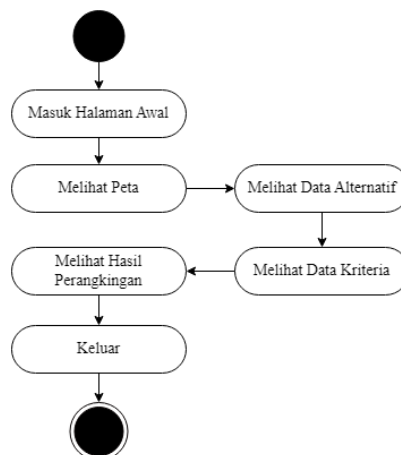 Masuk Halaman Awal
Melihat Peta
Melihat Data Alternatif
Melihat Data Kriteria
Melihat Hasil
Perangkingan
Keluar